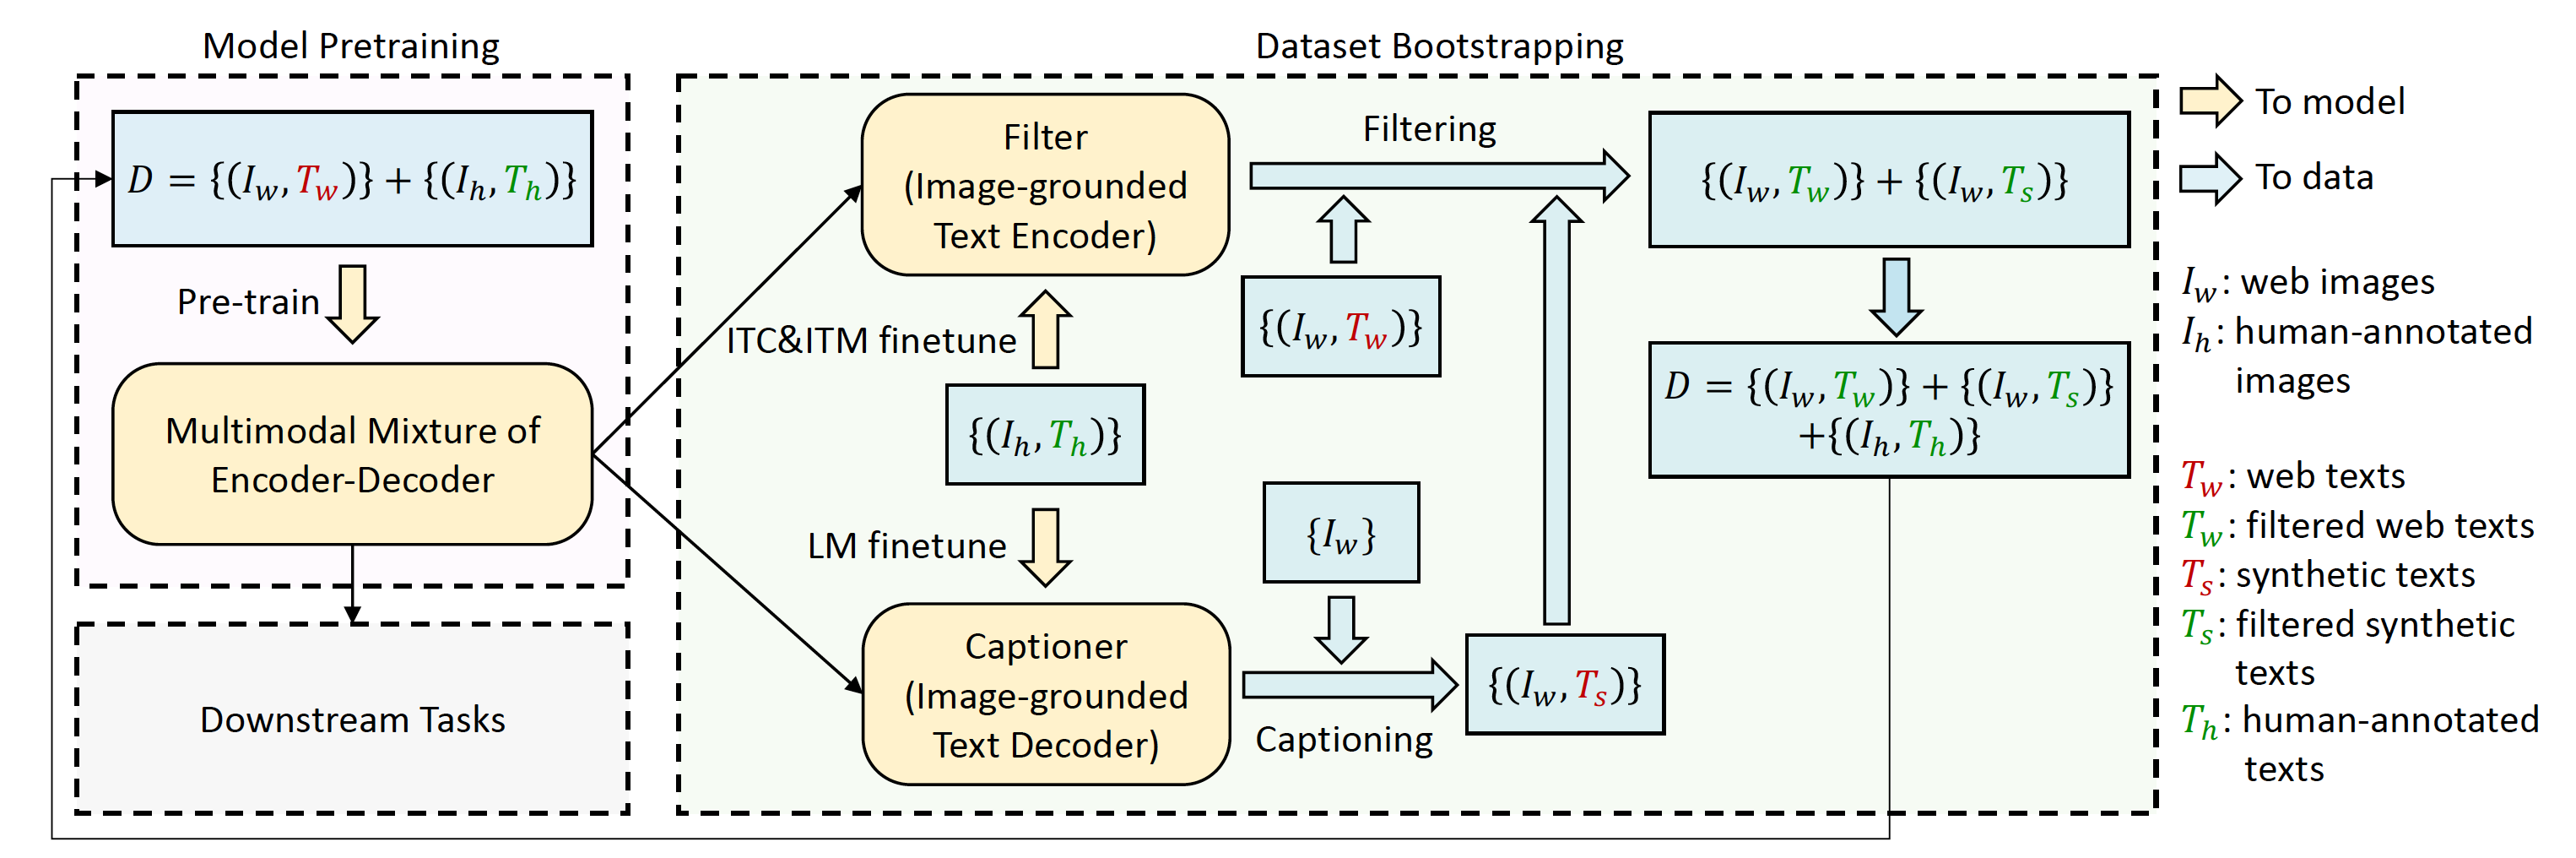 Model Pretraining
D = {(I_w, T_w)} + {(I_h, T_h)}
Pre-train
Multimodal Mixture of
Encoder-Decoder
Downstream Tasks
Dataset Bootstrapping
Filter
(Image-grounded
Text Encoder)
ITC&ITM finetune
{(I_h, T_h)}
LM finetune
Captioner
(Image-grounded
Text Decoder)
Filtering
{(I_w, T_w)}
{I_w}
Captioning
{(I_w, T_s)}
{(I_w, T_w)} + {(I_w, T_s)}
D = {(I_w, T_w)} + {(I_w, T_s)}
+{(I_h, T_h)}
To model
To data
I_w: web images
I_h: human-annotated
images
T_w: web texts
T_w: filtered web texts
T_s: synthetic texts
T_s: filtered synthetic
texts
T_h: human-annotated
texts